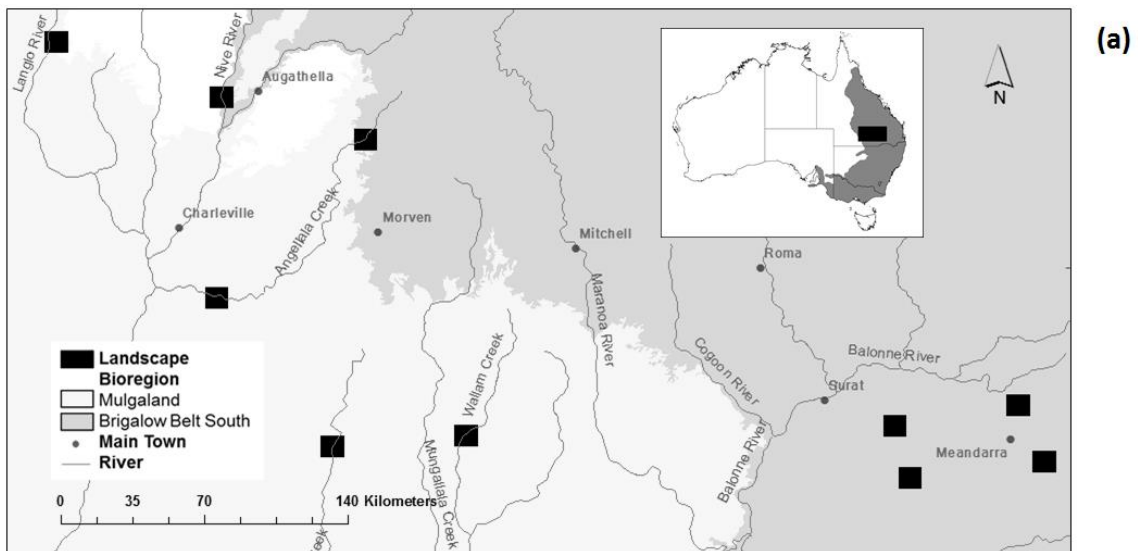 (a)
Langlo River
Nive River
Augathella
N
Charleville
Angellala Creek
Morven
Mitchell
Roma
Maranoa River
Cogoon River
Balonne River
Surat
Wallam Creek
Mungallala Creek
Balonne River
Meandarra
Landscape
Bioregion
Mulgaland
Brigalow Belt South
Main Town
River
0 35 70 140 Kilometers